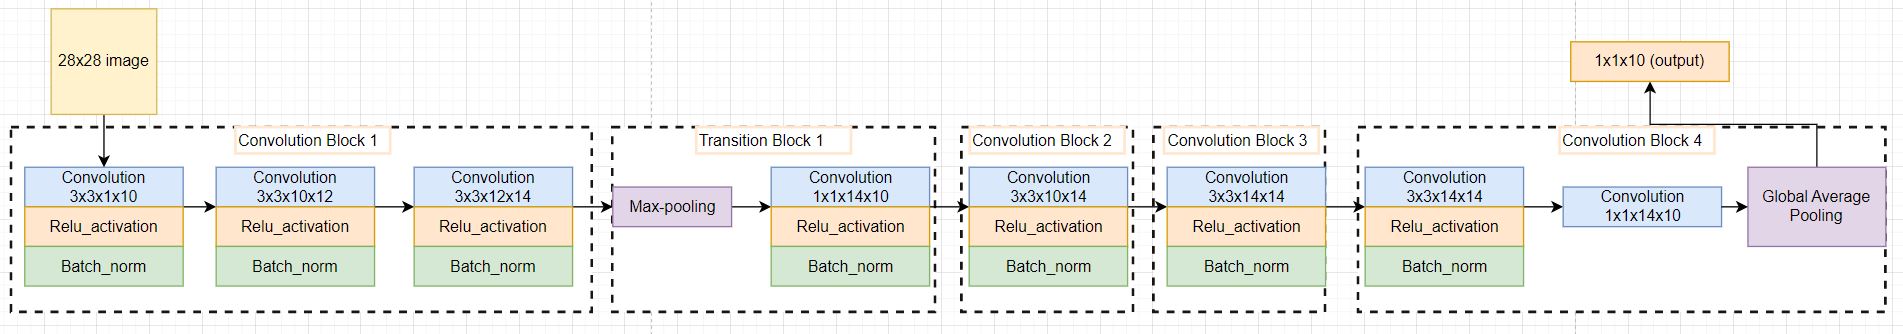 28x28 image
1x1x10 (output)
Convolution Block 1
Transition Block 1
Convolution Block 2
Convolution Block 3
Convolution Block 4
Convolution
3x3x1x10
Relu_activation
Batch_norm
Convolution
3x3x10x12
Relu_activation
Batch_norm
Convolution
3x3x12x14
Relu_activation
Batch_norm
Max-pooling
Convolution
1x1x14x10
Relu_activation
Batch_norm
Convolution
3x3x10x14
Relu_activation
Batch_norm
Convolution
3x3x14x14
Relu_activation
Batch_norm
Convolution
3x3x14x14
Relu_activation
Batch_norm
Convolution
1x1x14x10
Global Average
Pooling